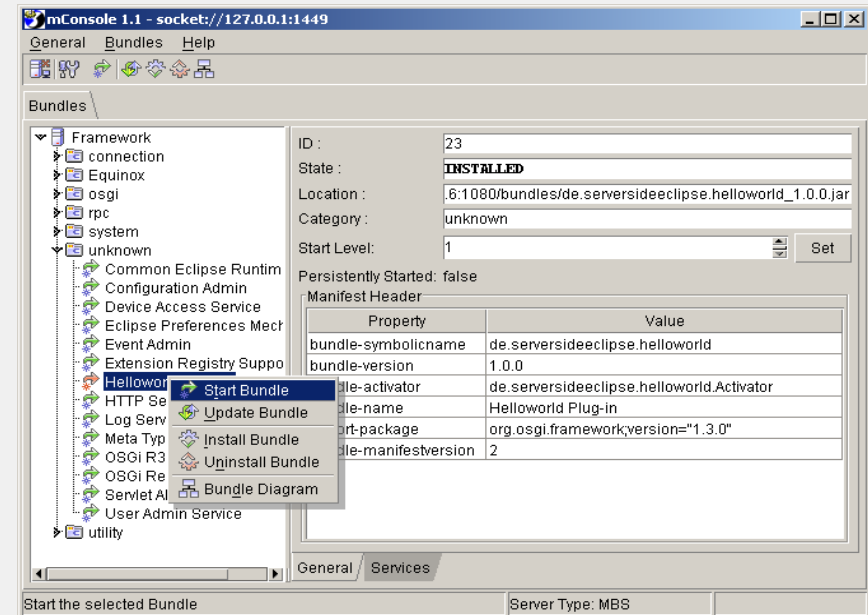 mConsole 1.1 - socket://127.0.0.1:1449
General Bundles Help
Bundles
Framework
connection
Equinox
osgi
rpc
system
unknown
Common Eclipse Runtim
Configuration Admin
Device Access Service
Eclipse Preferences Mech
Event Admin
Extension Registry Suppo
Hellowor
HTTP Se
Log Serv
Meta Typ
OSGi R3
OSGi Re
Servlet AI
User Admin Service
utility
Start Bundle
Update Bundle
Install Bundle
Uninstall Bundle
Bundle Diagram
ID : 23
State : INSTALLED
Location : .6:1080/bundles/de.serversideeclipse.helloworld_1.0.0.jar
Category : unknown
Start Level: 1 Set
Persistently Started: false
Manifest Header
Property Value
bundle-symbolicname de.serversideeclipse.helloworld
bundle-version 1.0.0
dle-activator de.serversideeclipse.helloworld.Activator
dle-name Helloworld Plug-in
ort-package org.osgi.framework;version="1.3.0"
dle-manifestversion 2
General Services
Start the selected Bundle Server Type: MBS